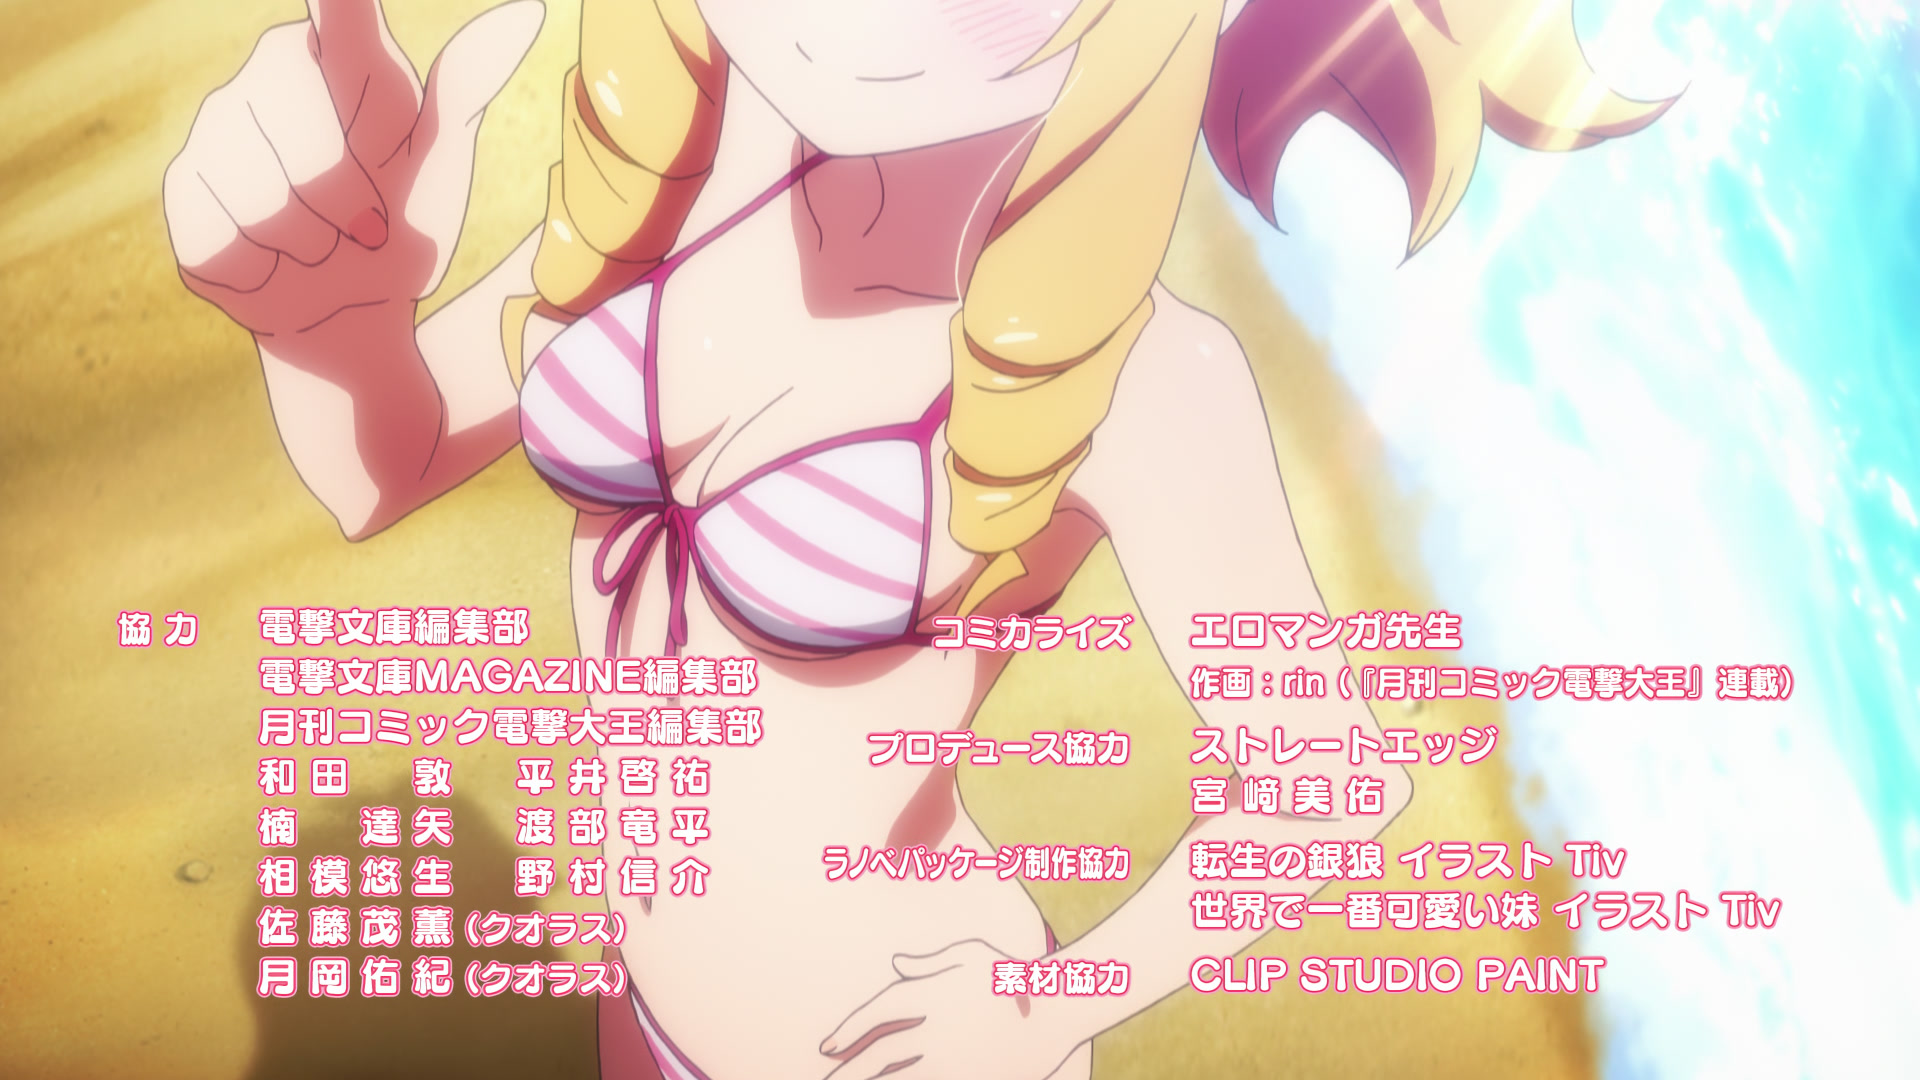 協力 電撃文庫編集部
電撃文庫MAGAZINE編集部
月刊コミック電撃大王編集部
和田 敦 平井啓祐
楠 達矢 渡部竜平
相模悠生 野村信介
佐藤茂薫(クオラス)
月岡佑紀(クオラス)
コミカライズ エロマンガ先生
作画:rin(『月刊コミック電撃大王』連載)
プロデュース協力 ストレートエッジ
宮﨑美佑
ラノベパッケージ制作協力 転生の銀狼 イラスト Tiv
世界で一番可愛い妹 イラスト Tiv
素材協力 CLIP STUDIO PAINT